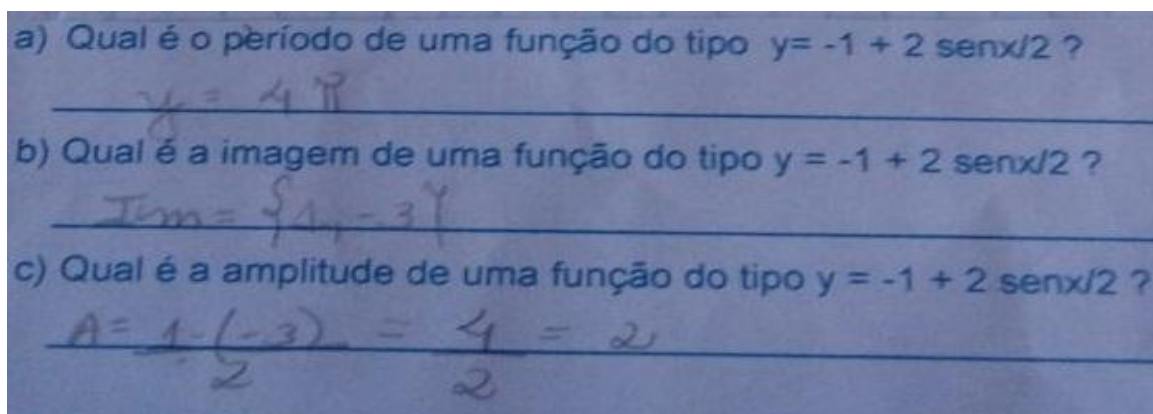 a) Qual é o período de uma função do tipo y= -1 + 2 senx/2 ?
y = 4π
b) Qual é a imagem de uma função do tipo y = -1 + 2 senx/2 ?
Im = {1, -3}
c) Qual é a amplitude de uma função do tipo y = -1 + 2 senx/2 ?
A = 1-(-3) = 4 = 2
2 2